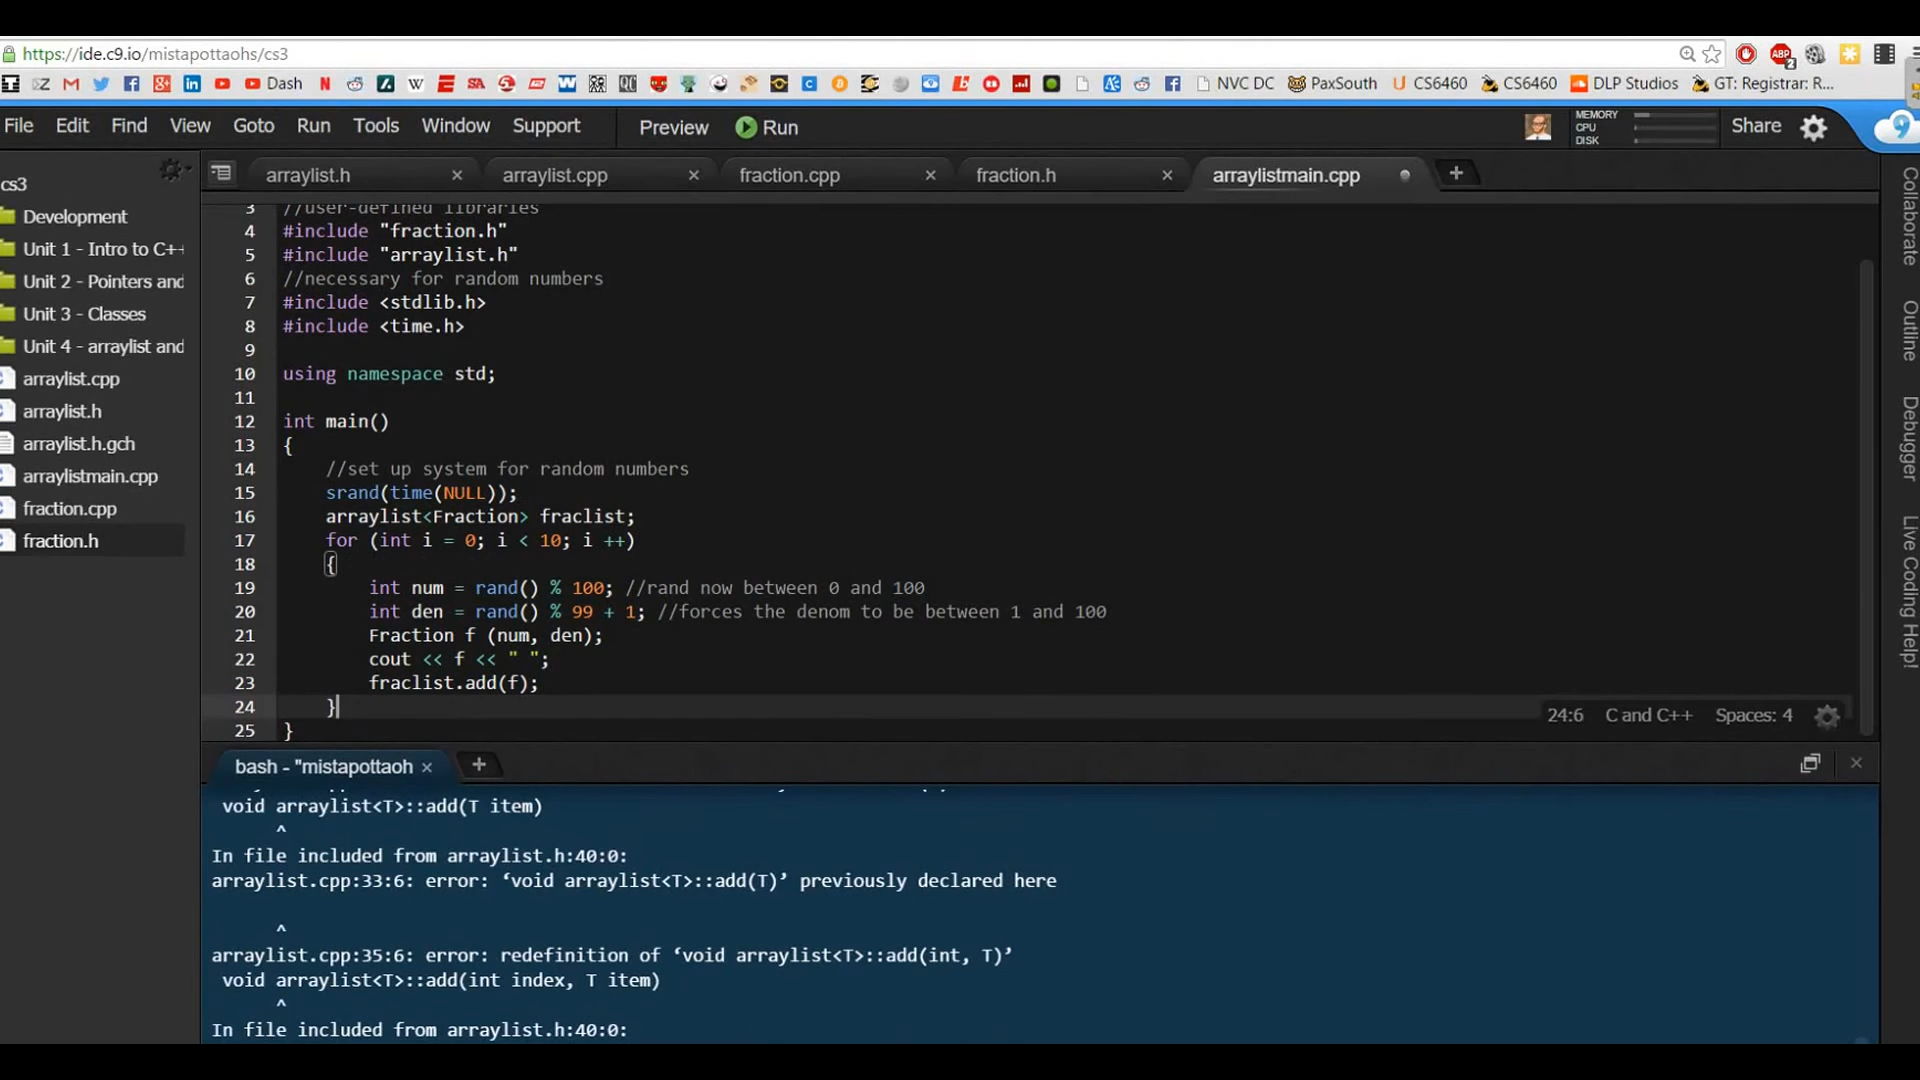 https://ide.c9.io/mistapottaohs/cs3
Dash
NVC DC
PaxSouth
CS6460
CS6460
DLP Studios
GT: Registrar: R...
File Edit Find View Goto Run Tools Window Support Preview Run
MEMORY
CPU
DISK
Share
cs3
Development
Unit 1 - Intro to C++
Unit 2 - Pointers and
Unit 3 - Classes
Unit 4 - arraylist and
arraylist.cpp
arraylist.h
arraylist.h.gch
arraylistmain.cpp
fraction.cpp
fraction.h
arraylist.h × arraylist.cpp × fraction.cpp × fraction.h × arraylistmain.cpp
3 //user-defined libraries
4 #include "fraction.h"
5 #include "arraylist.h"
6 //necessary for random numbers
7 #include <stdlib.h>
8 #include <time.h>
9
10 using namespace std;
11
12 int main()
13 {
14 //set up system for random numbers
15 srand(time(NULL));
16 arraylist<Fraction> fraclist;
17 for (int i = 0; i < 10; i ++)
18 {
19 int num = rand() % 100; //rand now between 0 and 100
20 int den = rand() % 99 + 1; //forces the denom to be between 1 and 100
21 Fraction f (num, den);
22 cout << f << " ";
23 fraclist.add(f);
24 }
25 }
24:6 C and C++ Spaces: 4
bash - "mistapottaoh ×
void arraylist<T>::add(T item)
^
In file included from arraylist.h:40:0:
arraylist.cpp:33:6: error: ‘void arraylist<T>::add(T)’ previously declared here
^
arraylist.cpp:35:6: error: redefinition of ‘void arraylist<T>::add(int, T)’
void arraylist<T>::add(int index, T item)
^
In file included from arraylist.h:40:0:
Collaborate
Outline
Debugger
Live Coding Help!